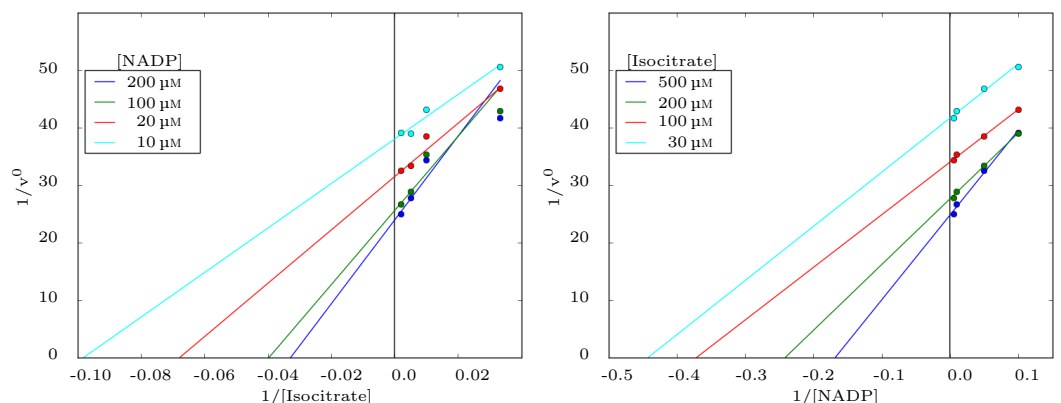 [NADP]
200 µM
100 µM
20 µM
10 µM
1/v⁰
50
40
30
20
10
0
-0.10 -0.08 -0.06 -0.04 -0.02 0.0 0.02
1/[Isocitrate]
[Isocitrate]
500 µM
200 µM
100 µM
30 µM
1/v⁰
50
40
30
20
10
0
-0.5 -0.4 -0.3 -0.2 -0.1 0.0 0.1
1/[NADP]